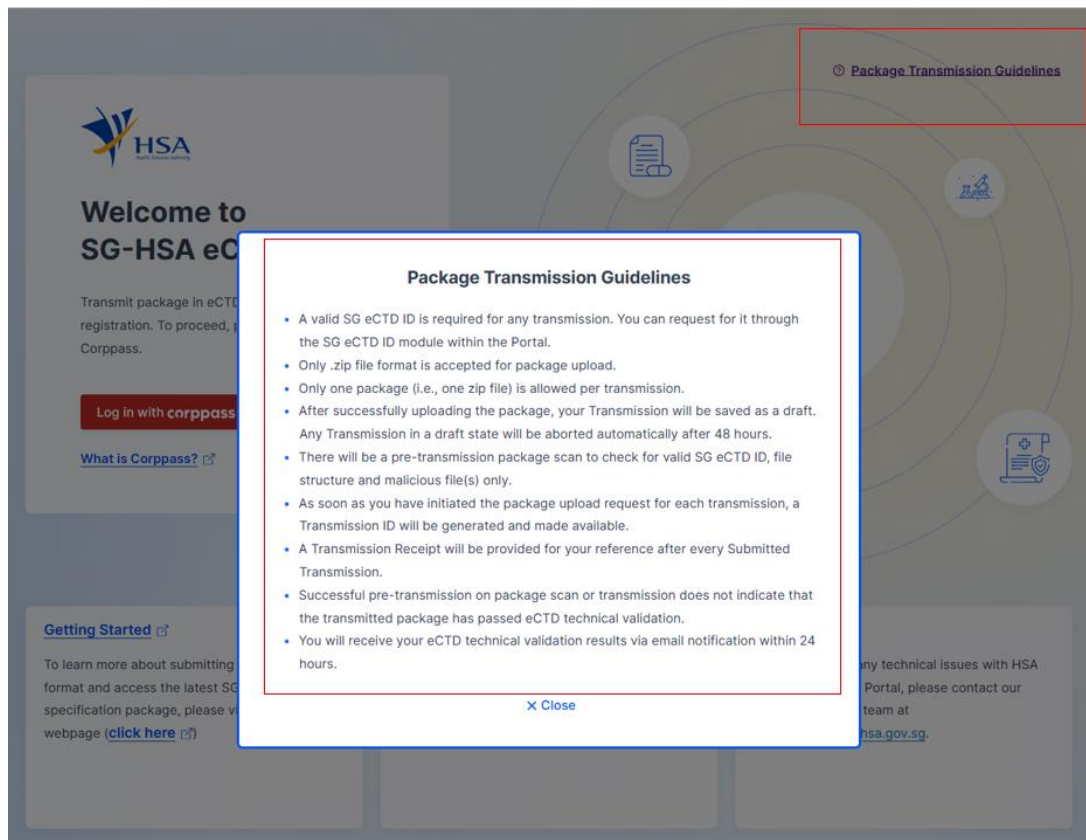 Package Transmission Guidelines
HSA
Health Sciences Authority
Welcome to
SG-HSA eC
Transmit package in eCTD
registration. To proceed, p
Corppass.
Log in with corppass
What is Corppass?
Package Transmission Guidelines
• A valid SG eCTD ID is required for any transmission. You can request for it through
the SG eCTD ID module within the Portal.
• Only .zip file format is accepted for package upload.
• Only one package (i.e., one zip file) is allowed per transmission.
• After successfully uploading the package, your Transmission will be saved as a draft.
Any Transmission in a draft state will be aborted automatically after 48 hours.
• There will be a pre-transmission package scan to check for valid SG eCTD ID, file
structure and malicious file(s) only.
• As soon as you have initiated the package upload request for each transmission, a
Transmission ID will be generated and made available.
• A Transmission Receipt will be provided for your reference after every Submitted
Transmission.
• Successful pre-transmission on package scan or transmission does not indicate that
the transmitted package has passed eCTD technical validation.
• You will receive your eCTD technical validation results via email notification within 24
hours.
X Close
Getting Started
To learn more about submitting
format and access the latest SG
specification package, please vi
webpage (click here)
ny technical issues with HSA
Portal, please contact our
team at
hsa.gov.sg.